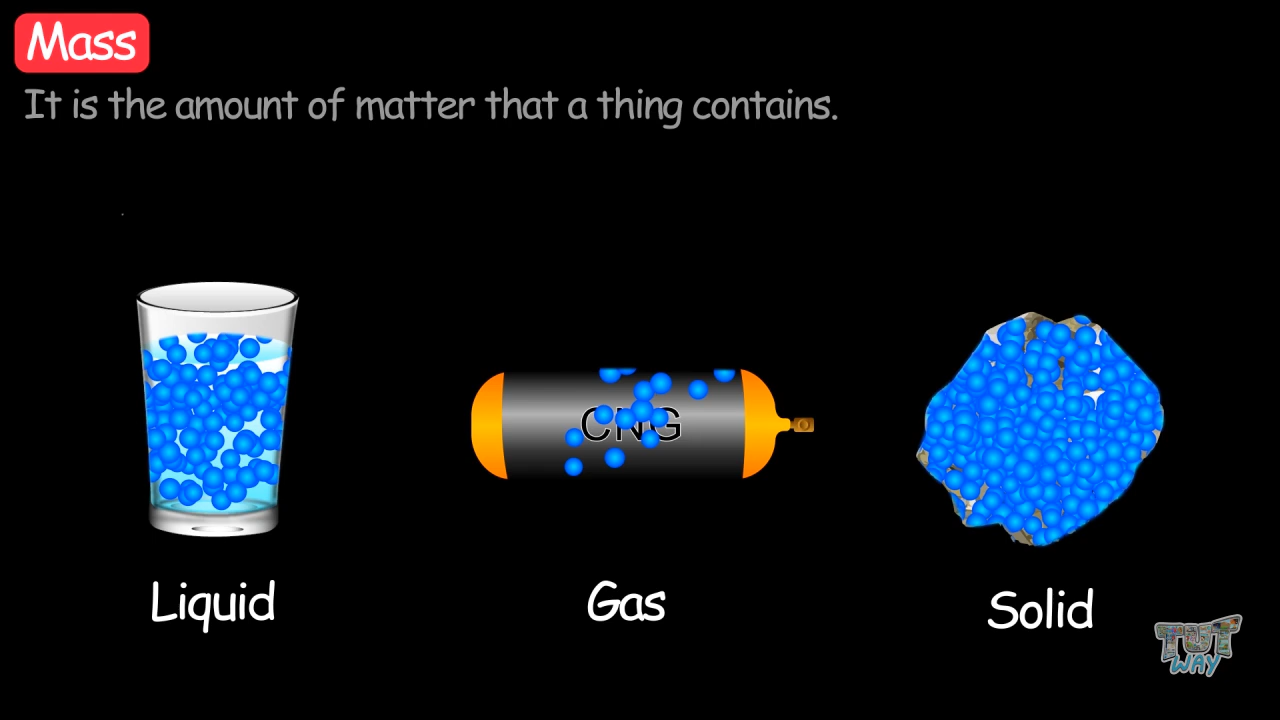 Mass
It is the amount of matter that a thing contains.
CNG
Liquid
Gas
Solid
TUT
WAY